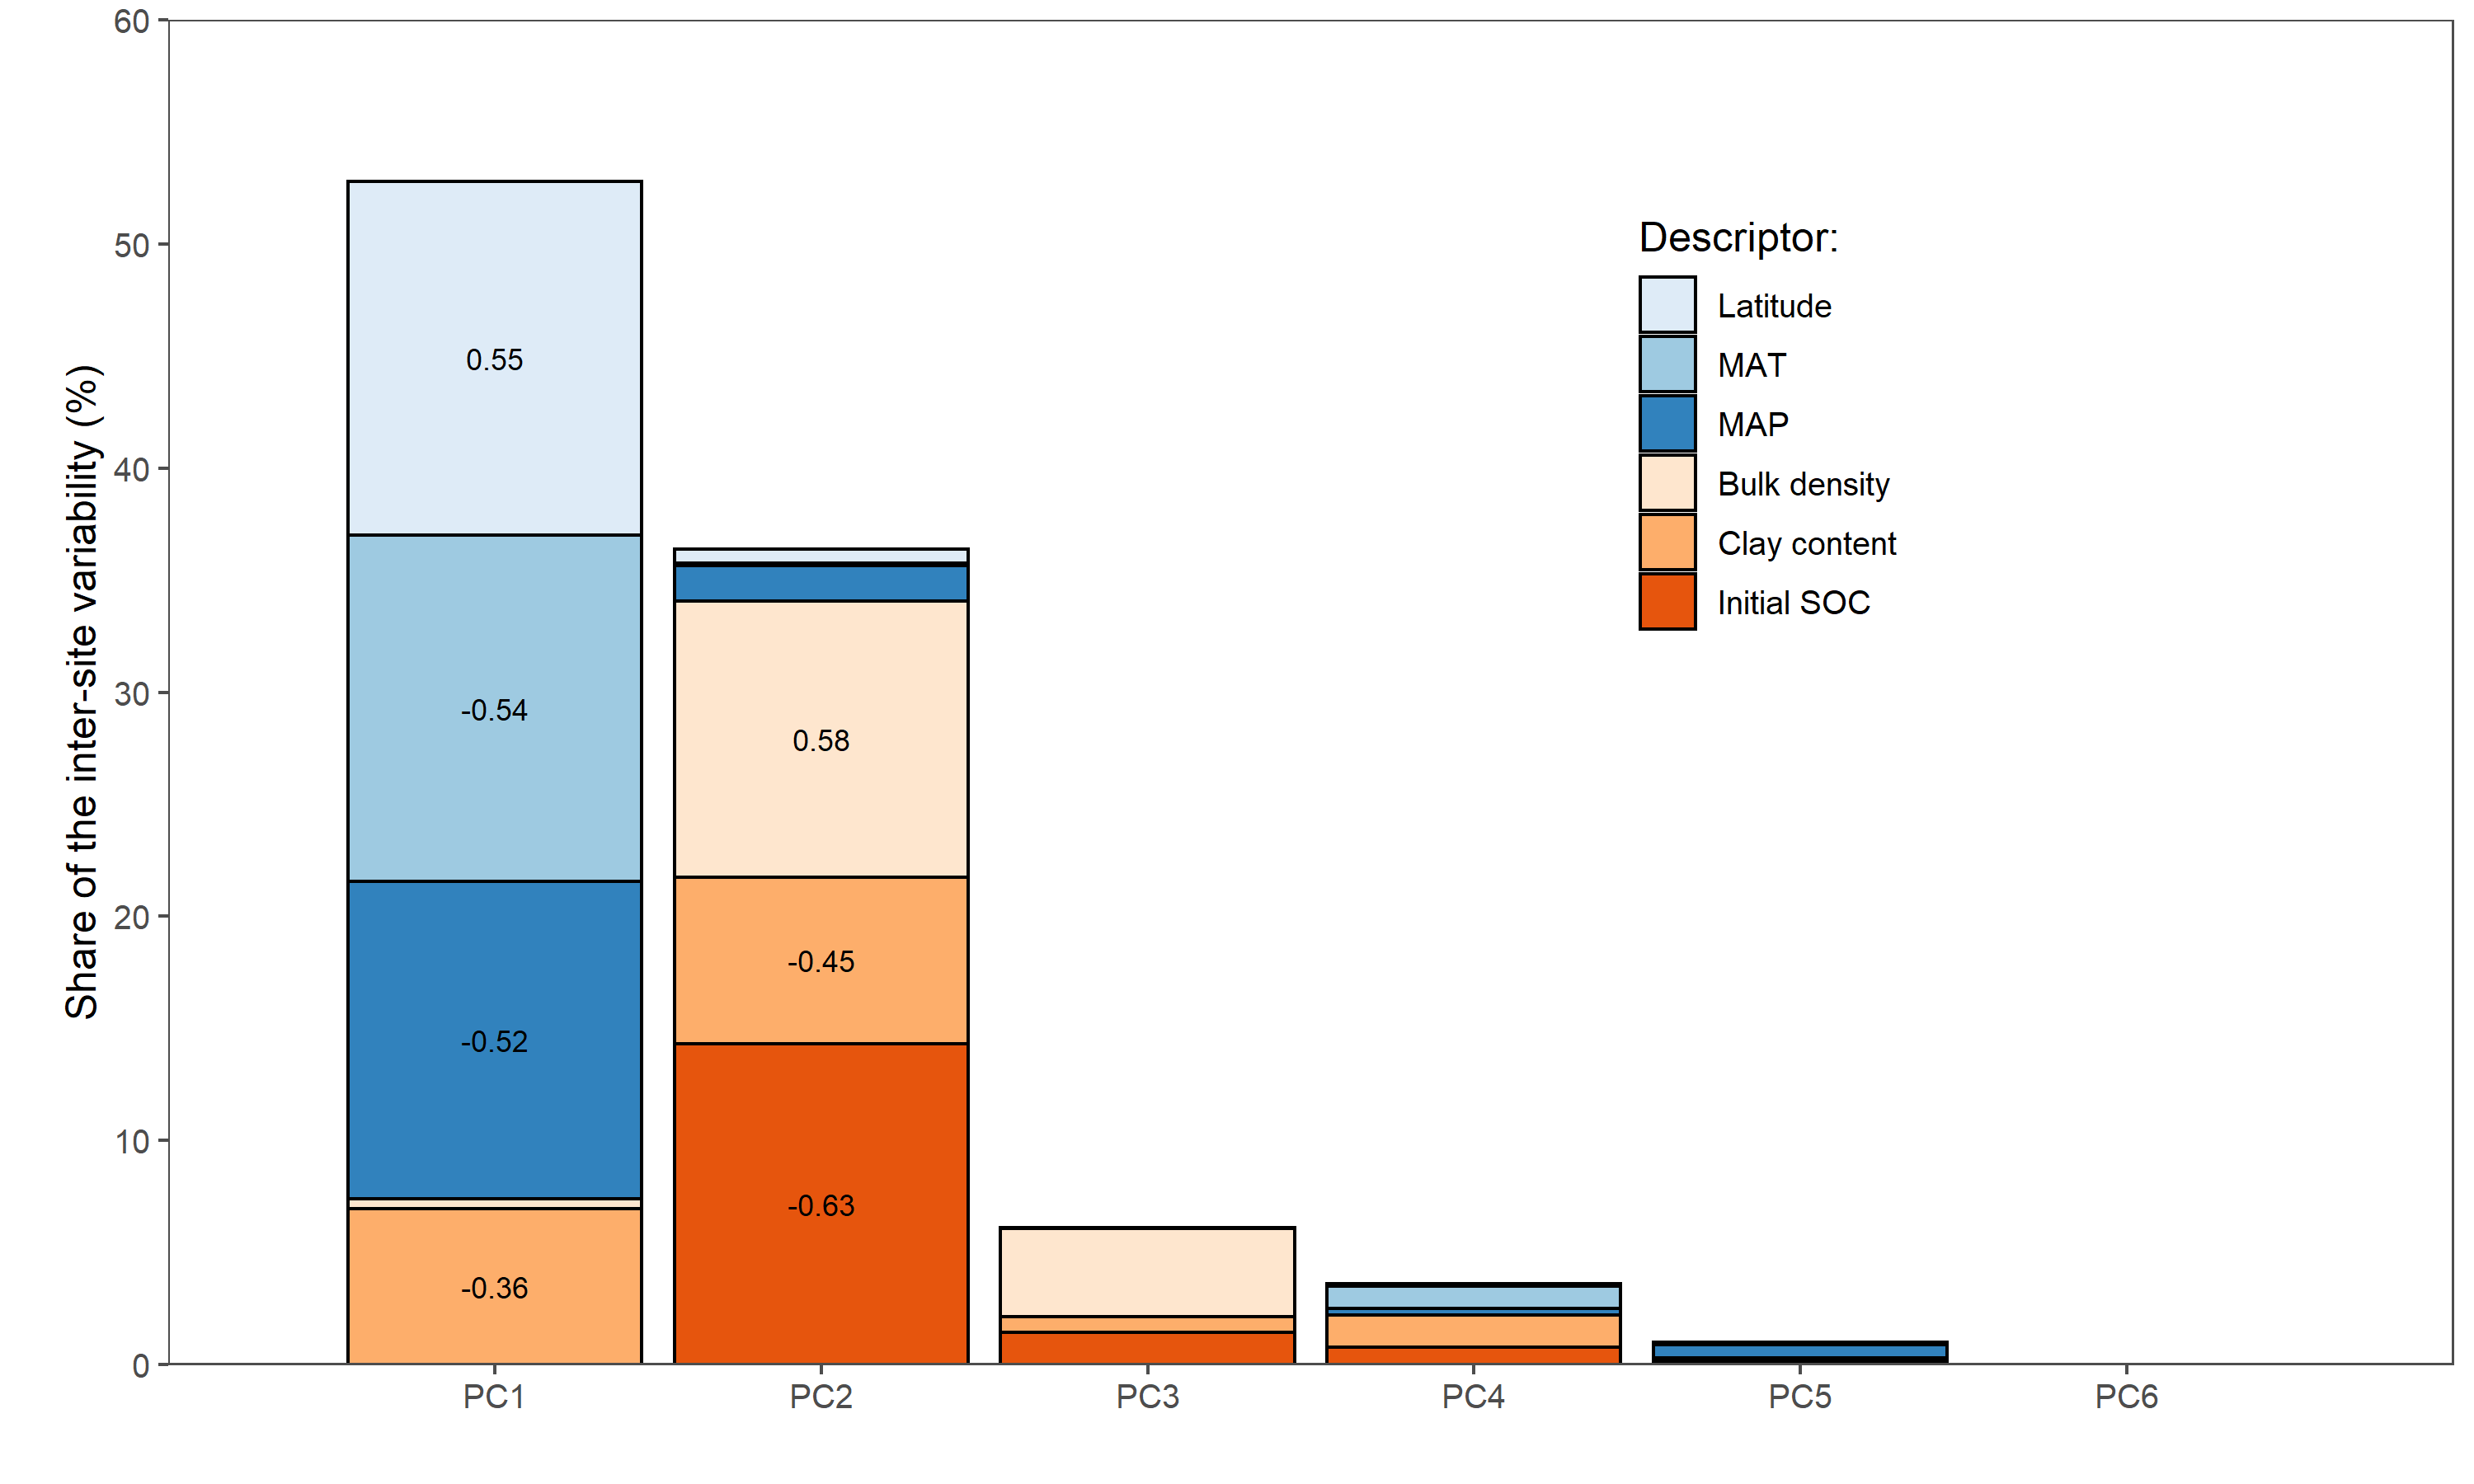 60
50
40
30
20
10
0
Share of the inter-site variability (%)
0.55
-0.54
-0.52
-0.36
0.58
-0.45
-0.63
Descriptor:
Latitude
MAT
MAP
Bulk density
Clay content
Initial SOC
PC1 PC2 PC3 PC4 PC5 PC6